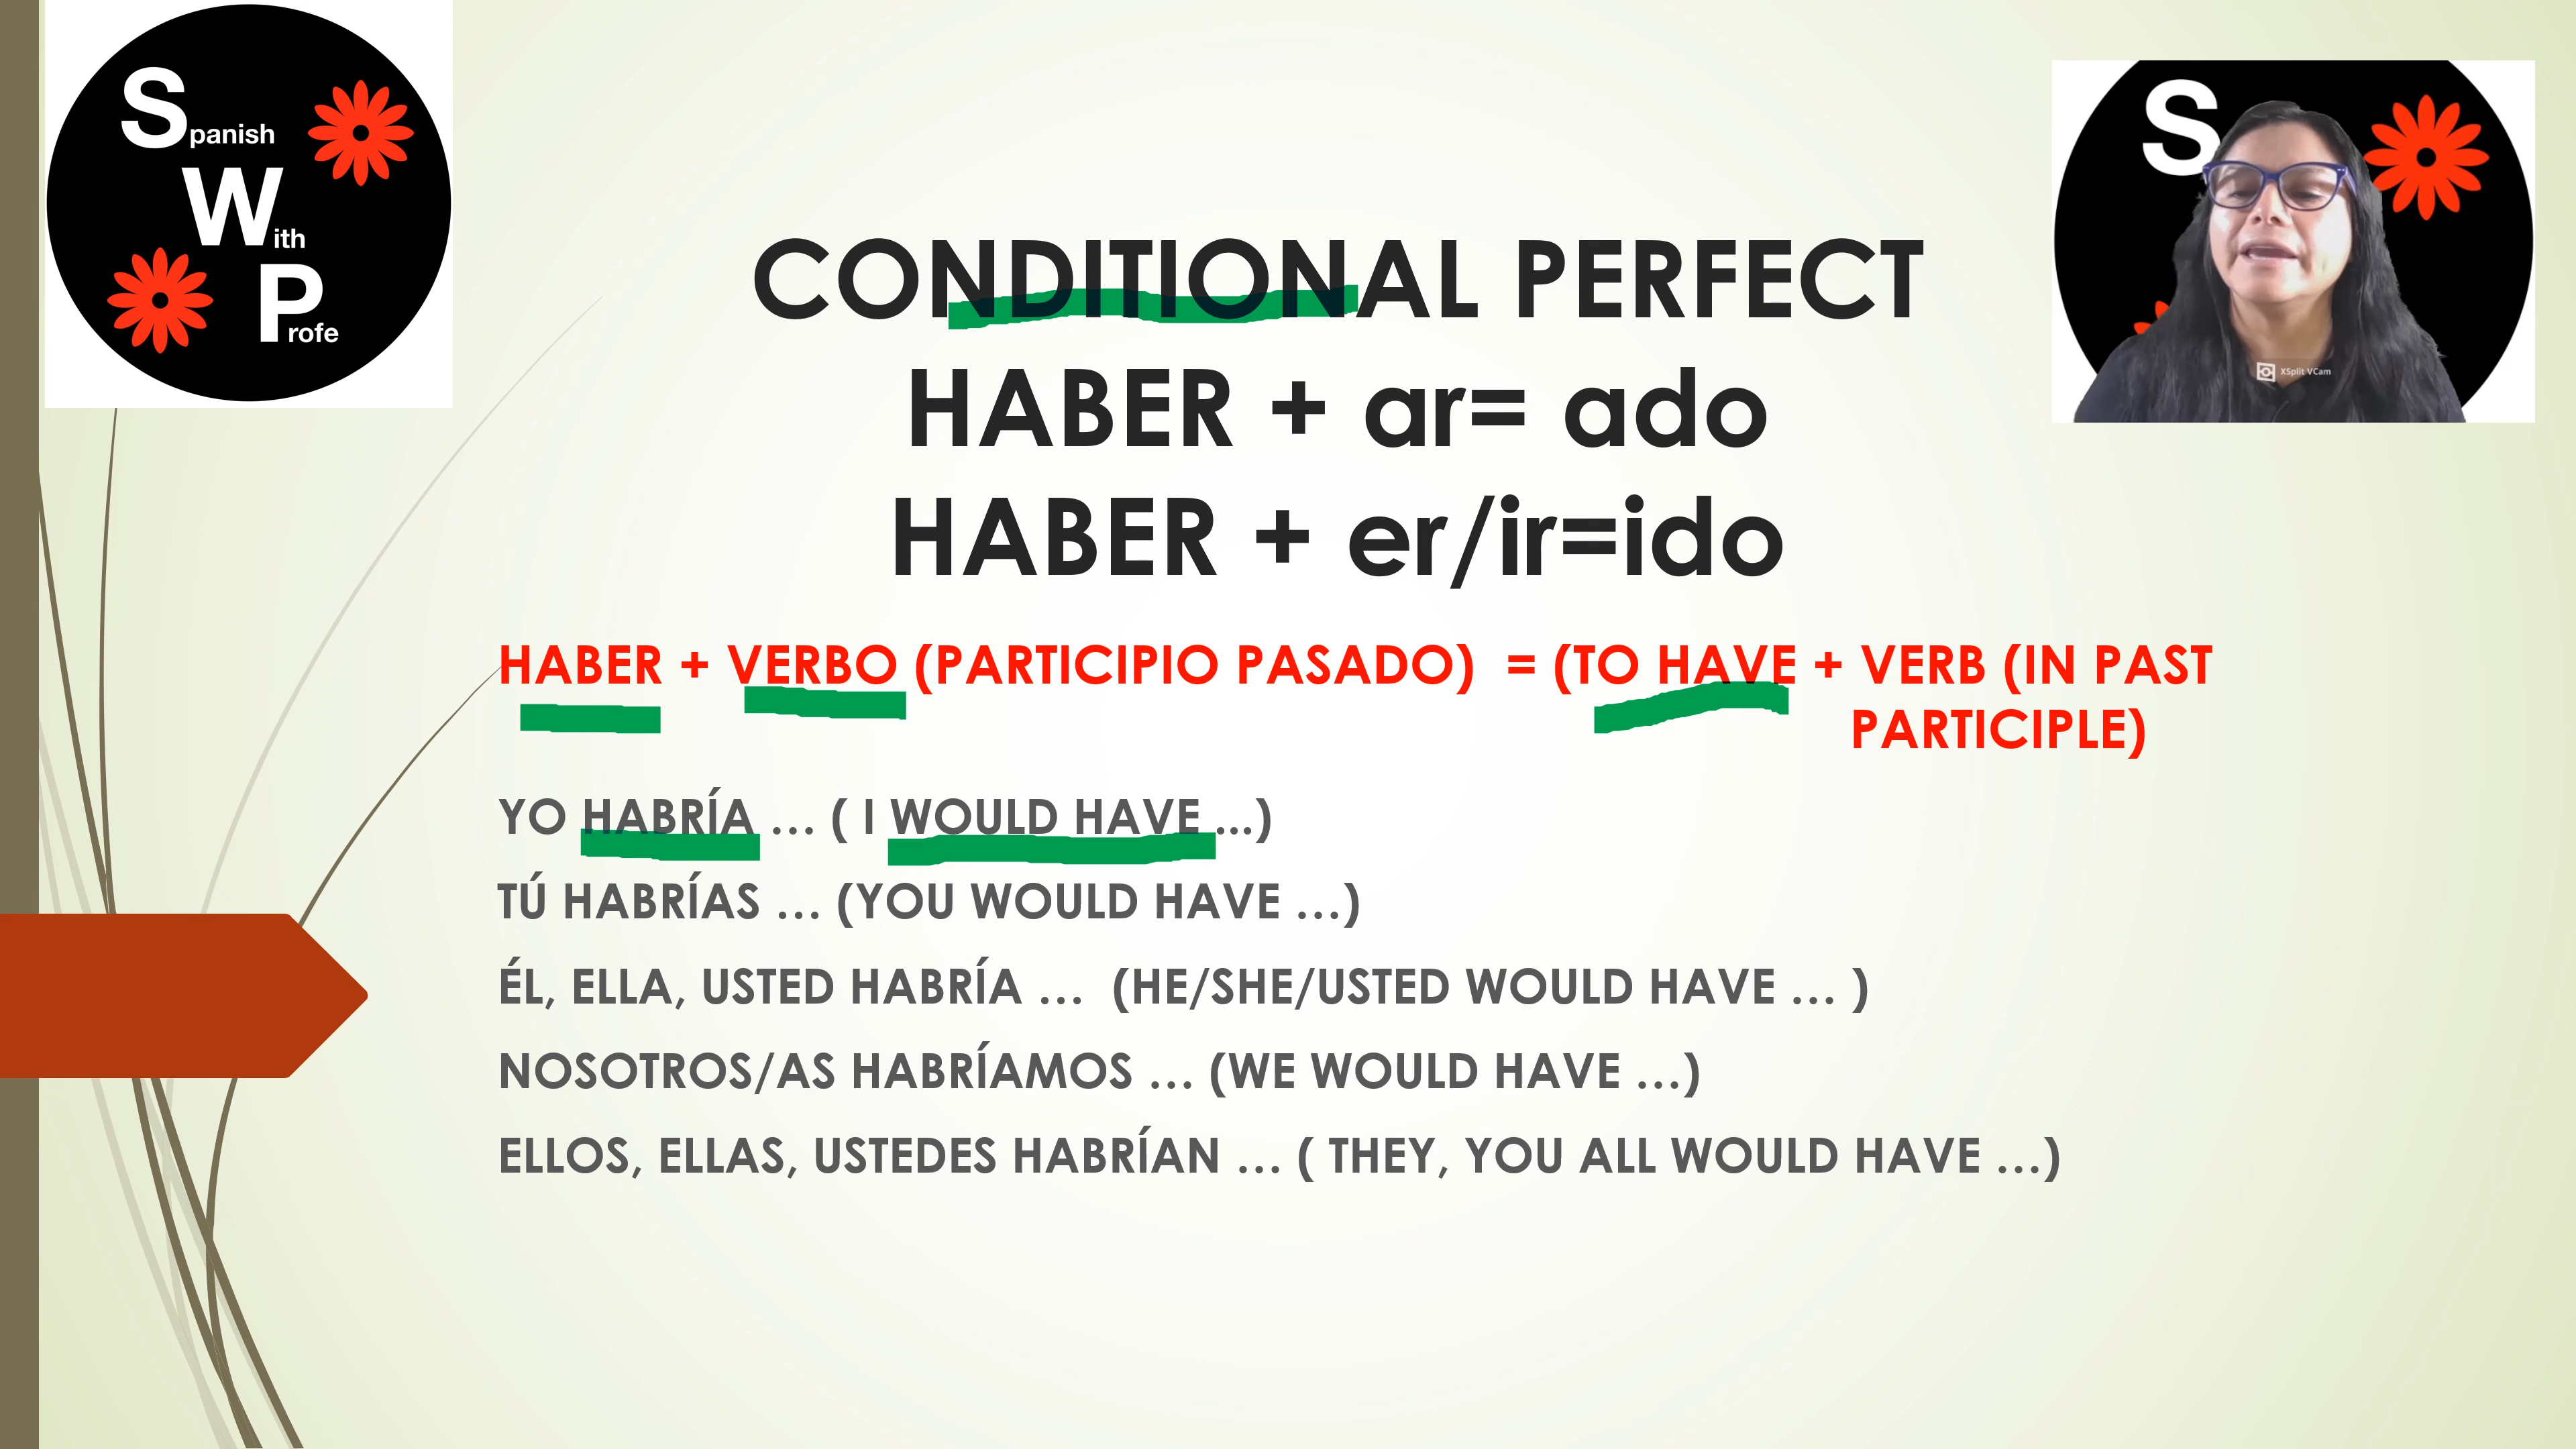 Spanish
With
Profe
S
XSplit VCam
CONDITIONAL PERFECT
HABER + ar= ado
HABER + er/ir=ido
HABER + VERBO (PARTICIPIO PASADO) = (TO HAVE + VERB (IN PAST
PARTICIPLE)
YO HABRÍA ... ( I WOULD HAVE ...)
TÚ HABRÍAS ... (YOU WOULD HAVE ...)
ÉL, ELLA, USTED HABRÍA ... (HE/SHE/USTED WOULD HAVE ... )
NOSOTROS/AS HABRÍAMOS ... (WE WOULD HAVE ...)
ELLOS, ELLAS, USTEDES HABRÍAN ... ( THEY, YOU ALL WOULD HAVE ...)